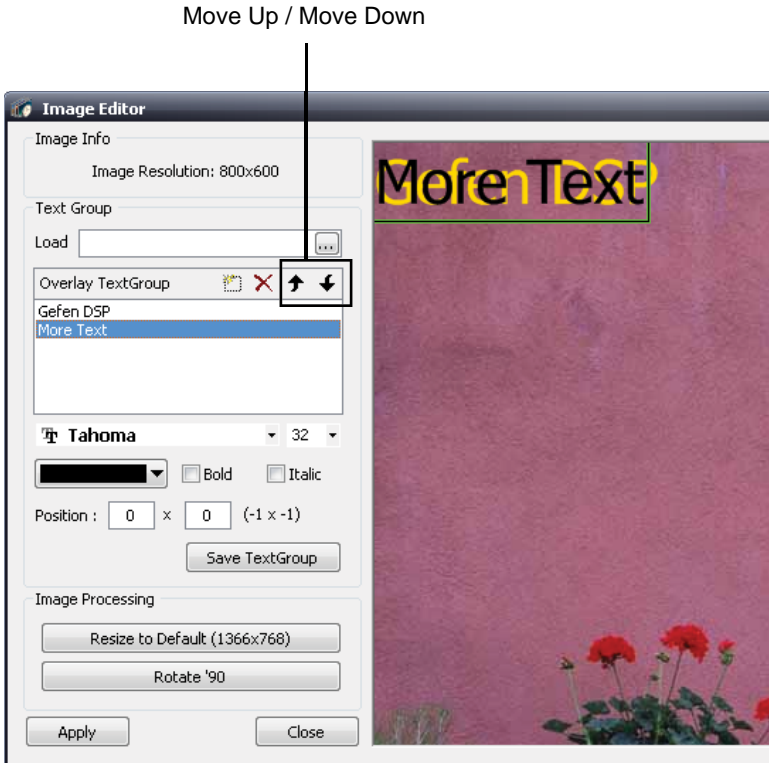 Move Up / Move Down
Image Editor
Image Info
Image Resolution: 800x600
Text Group
Load ...
Overlay TextGroup
Gefen DSP
More Text
Tahoma 32
Bold Italic
Position : 0 x 0 (-1 x -1)
Save TextGroup
Image Processing
Resize to Default (1366x768)
Rotate '90
Apply Close
Gefen DSP
More Text